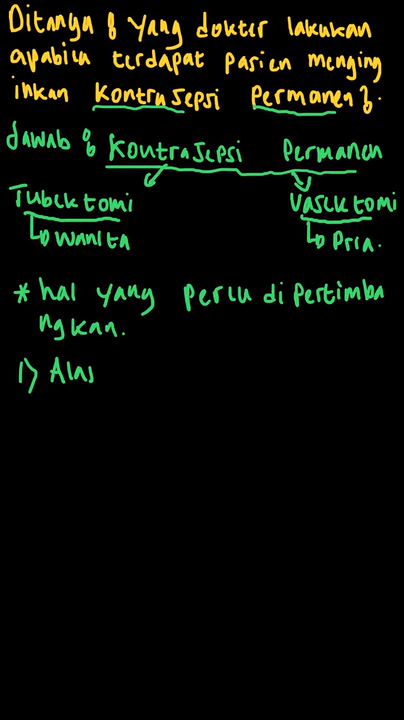 Ditanya : Yang dokter lakukan
apabila terdapat pasien menging
inkan Kontrasepsi Permanen?.
Jawab : Kontrasepsi Permanen
Tubektomi Vasektomi
↳ Wanita ↳ Pria.
* hal yang perlu dipertimba
ngkan.
1) Alas